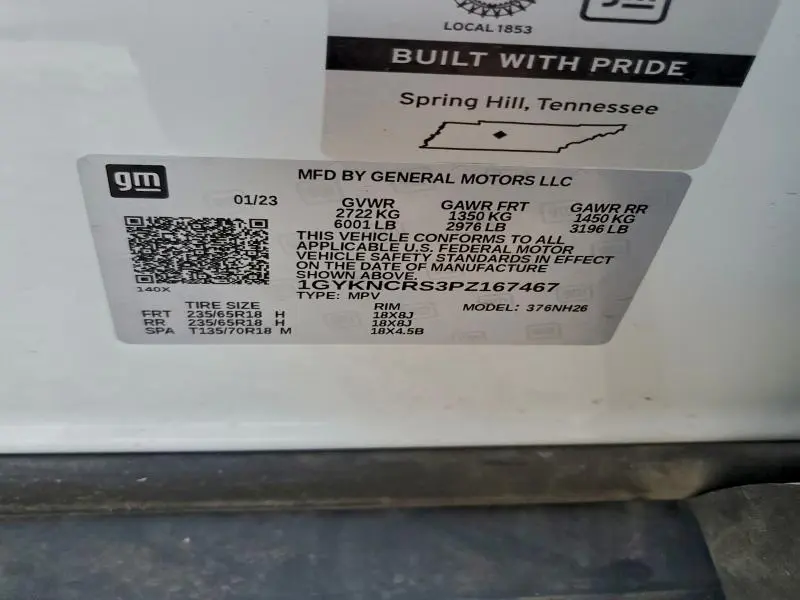 LOCAL 1853
gm
BUILT WITH PRIDE
Spring Hill, Tennessee
gm
01/23
MFD BY GENERAL MOTORS LLC
GVWR GAWR FRT GAWR RR
2722 KG 1350 KG 1450 KG
6001 LB 2976 LB 3196 LB
THIS VEHICLE CONFORMS TO ALL
APPLICABLE U.S. FEDERAL MOTOR
VEHICLE SAFETY STANDARDS IN EFFECT
ON THE DATE OF MANUFACTURE
SHOWN ABOVE.
1GYKNCRS3PZ167467
TYPE: MPV
140X
TIRE SIZE RIM MODEL: 376NH26
FRT 235/65R18 H 18X8J
RR 235/65R18 H 18X8J
SPA T135/70R18 M 18X4.5B